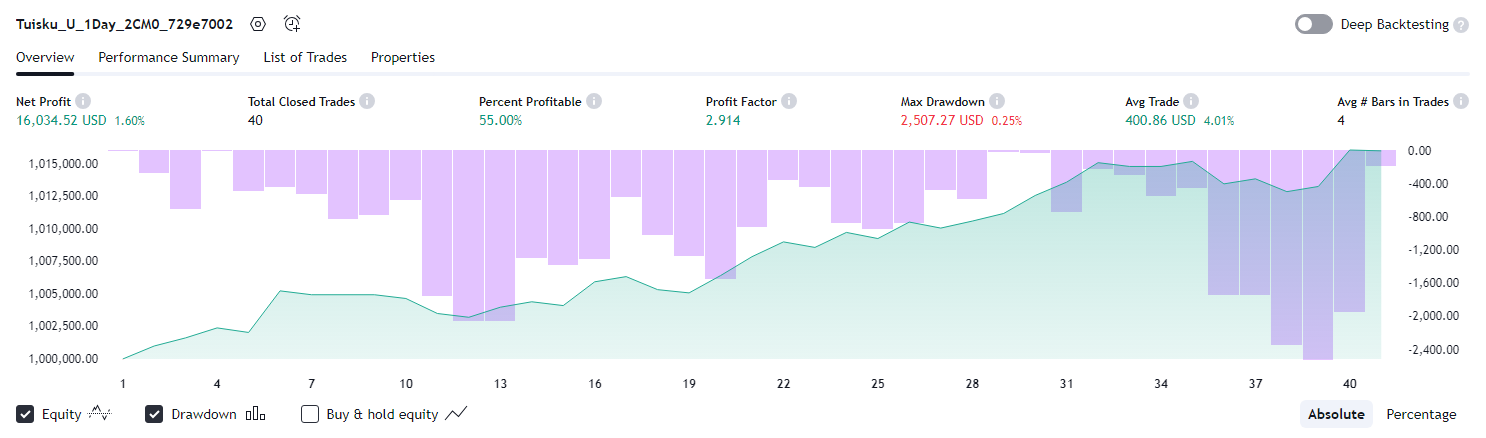 Tuisku_U_1Day_2CM0_729e7002
Deep Backtesting
Overview Performance Summary List of Trades Properties
Net Profit Total Closed Trades Percent Profitable Profit Factor Max Drawdown Avg Trade Avg # Bars in Trades
16,034.52 USD 1.60% 40 55.00% 2.914 2,507.27 USD 0.25% 400.86 USD 4.01% 4
1,015,000.00 0.00
1,012,500.00 -400.00
1,010,000.00 -800.00
1,007,500.00 -1,200.00
1,005,000.00 -1,600.00
1,002,500.00 -2,000.00
1,000,000.00 -2,400.00
1 4 7 10 13 16 19 22 25 28 31 34 37 40
Equity Drawdown Buy & hold equity Absolute Percentage